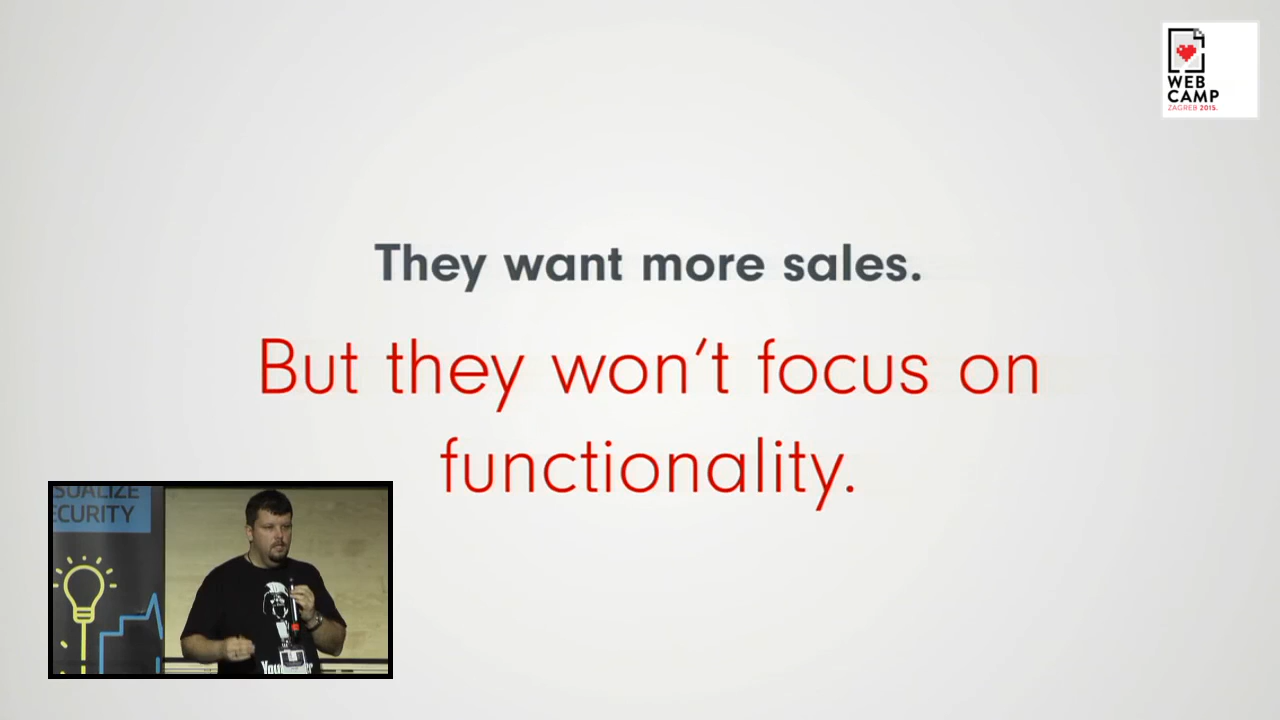 WEB
CAMP
ZAGREB 2015.
They want more sales.
But they won't focus on
functionality.
SUALIZE
ECURITY